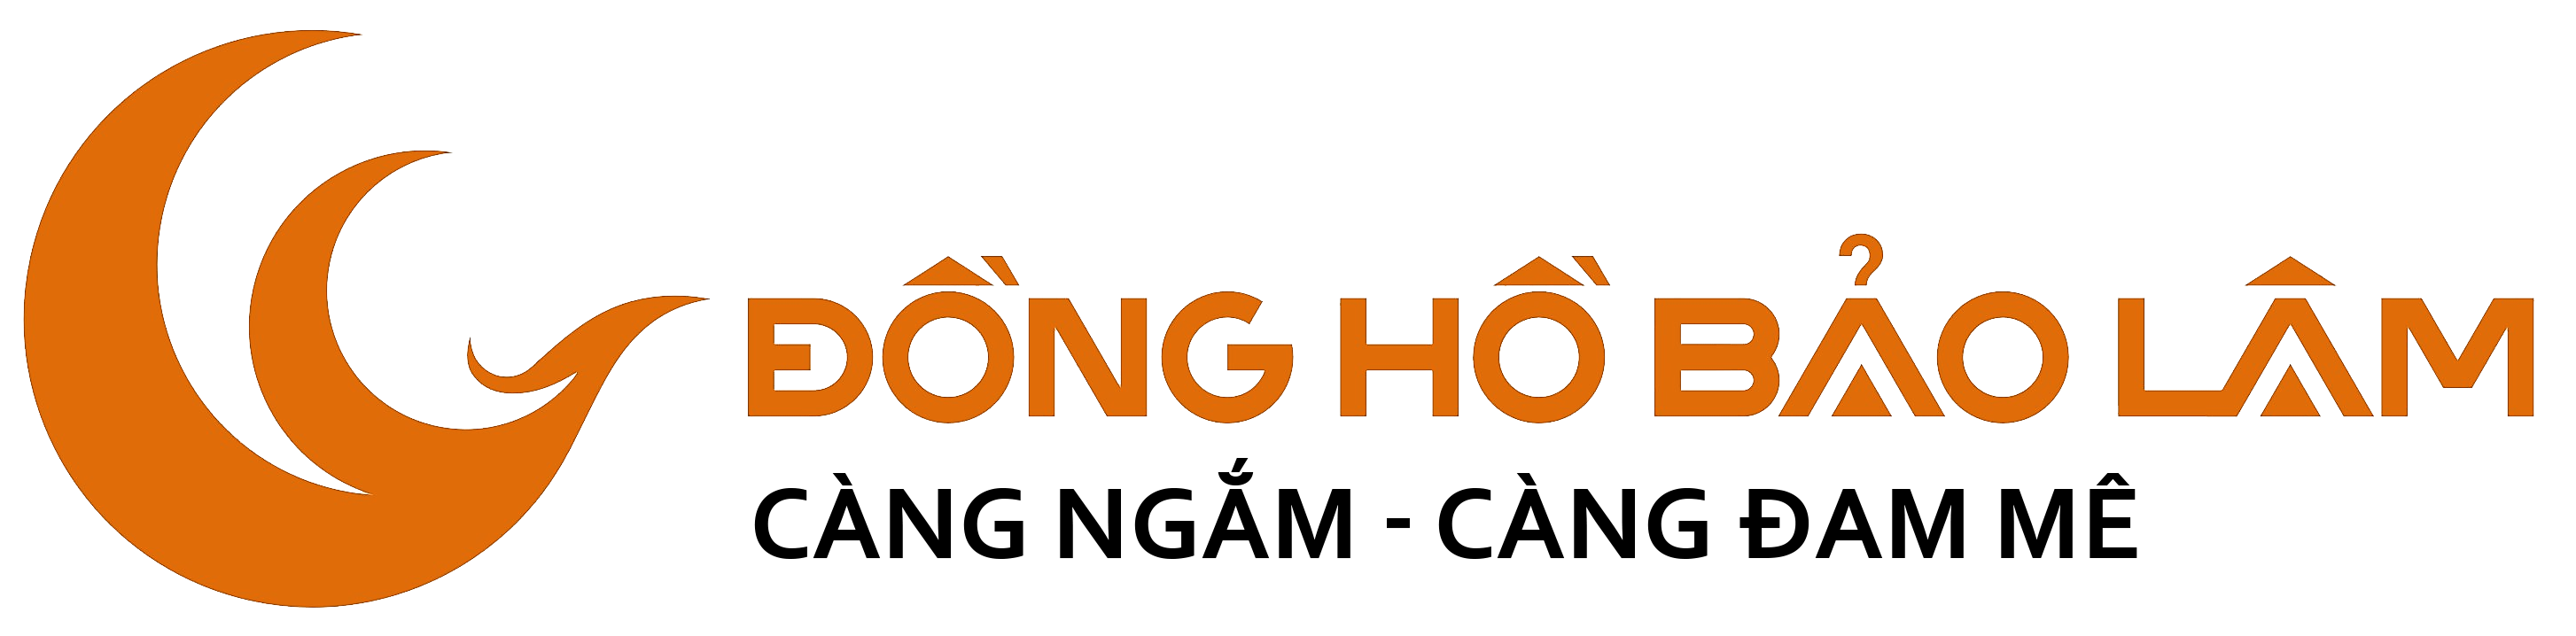 ĐỒNG HỒ BẢO LÂM
CÀNG NGẮM - CÀNG ĐAM MÊ